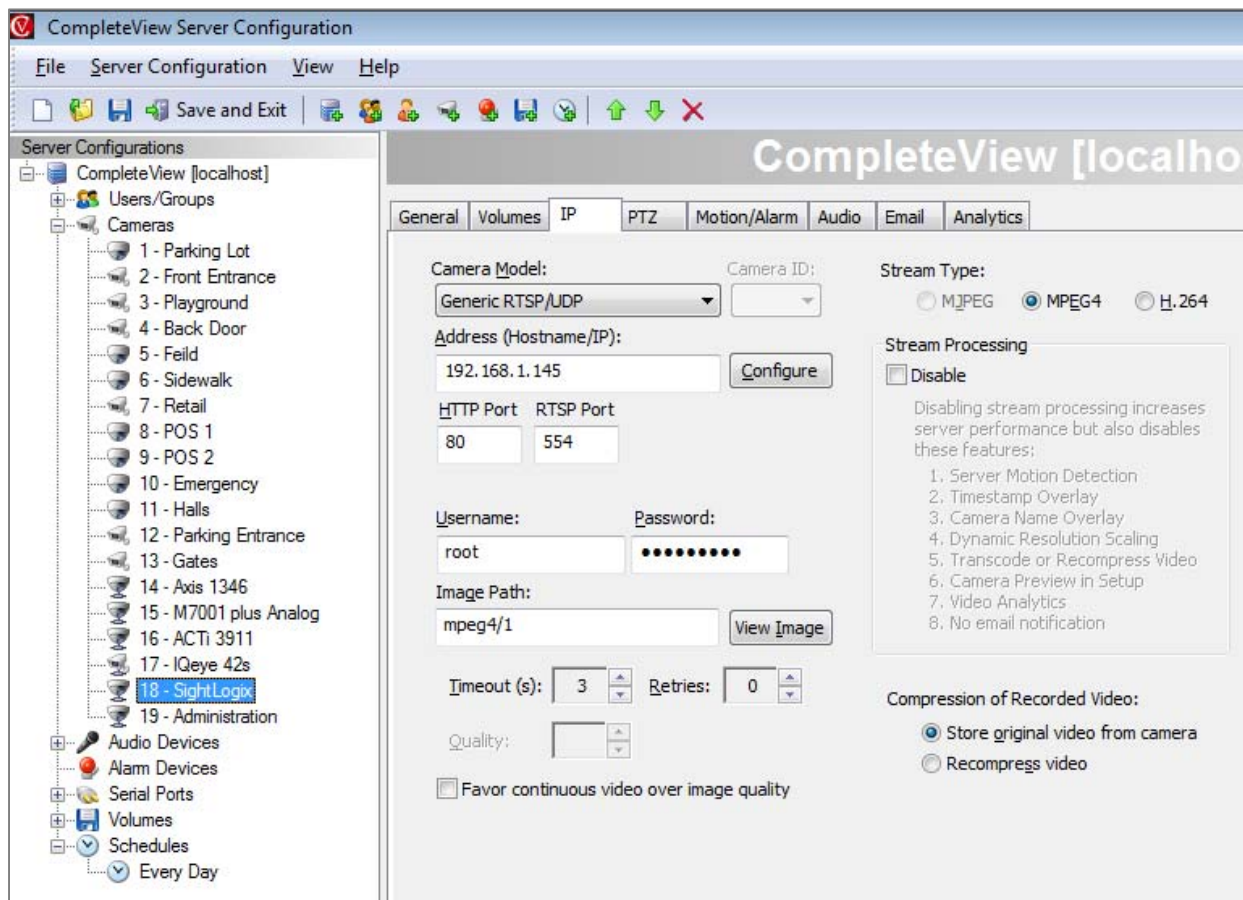 CompleteView Server Configuration
File Server Configuration View Help
Save and Exit
Server Configurations
CompleteView [localhost]
Users/Groups
Cameras
1 - Parking Lot
2 - Front Entrance
3 - Playground
4 - Back Door
5 - Feild
6 - Sidewalk
7 - Retail
8 - POS 1
9 - POS 2
10 - Emergency
11 - Halls
12 - Parking Entrance
13 - Gates
14 - Axis 1346
15 - M7001 plus Analog
16 - ACTi 3911
17 - IQeye 42s
18 - SightLogix
19 - Administration
Audio Devices
Alarm Devices
Serial Ports
Volumes
Schedules
Every Day
CompleteView [localho
General Volumes IP PTZ Motion/Alarm Audio Email Analytics
Camera Model: Camera ID:
Generic RTSP/UDP
Address (Hostname/IP):
192.168.1.145 Configure
HTTP Port RTSP Port
80 554
Username: Password:
root •••••••••
Image Path:
mpeg4/1 View Image
Timeout (s): 3 Retries: 0
Quality:
Favor continuous video over image quality
Stream Type:
MJPEG MPEG4 H.264
Stream Processing
Disable
Disabling stream processing increases
server performance but also disables
these features:
1. Server Motion Detection
2. Timestamp Overlay
3. Camera Name Overlay
4. Dynamic Resolution Scaling
5. Transcode or Recompress Video
6. Camera Preview in Setup
7. Video Analytics
8. No email notification
Compression of Recorded Video:
Store original video from camera
Recompress video